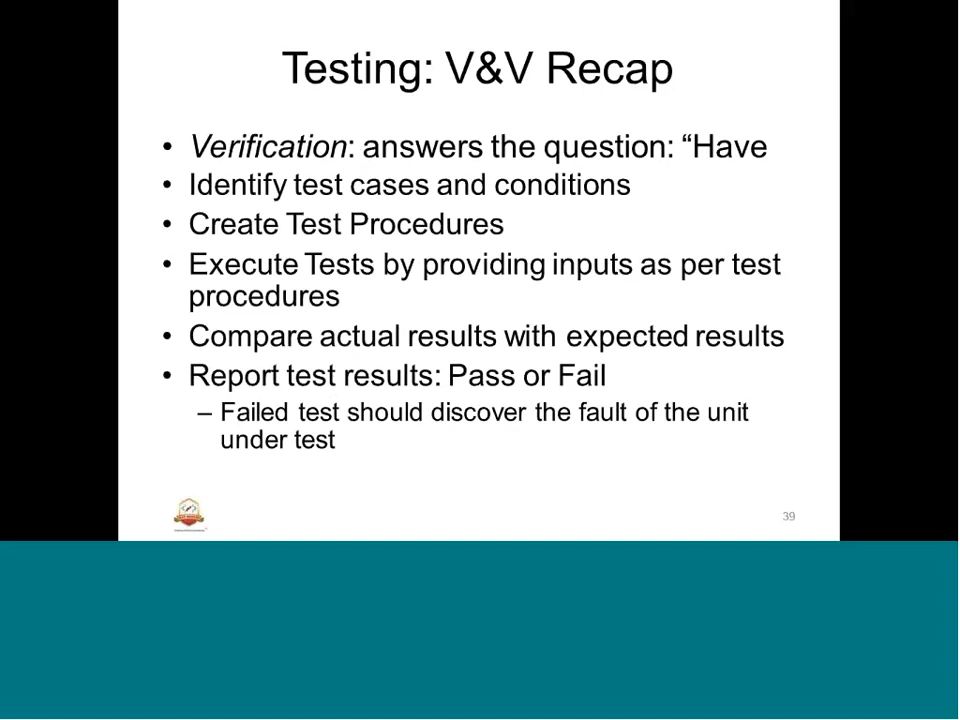 Testing: V&V Recap
• Verification: answers the question: “Have
• Identify test cases and conditions
• Create Test Procedures
• Execute Tests by providing inputs as per test
procedures
• Compare actual results with expected results
• Report test results: Pass or Fail
– Failed test should discover the fault of the unit
under test
39